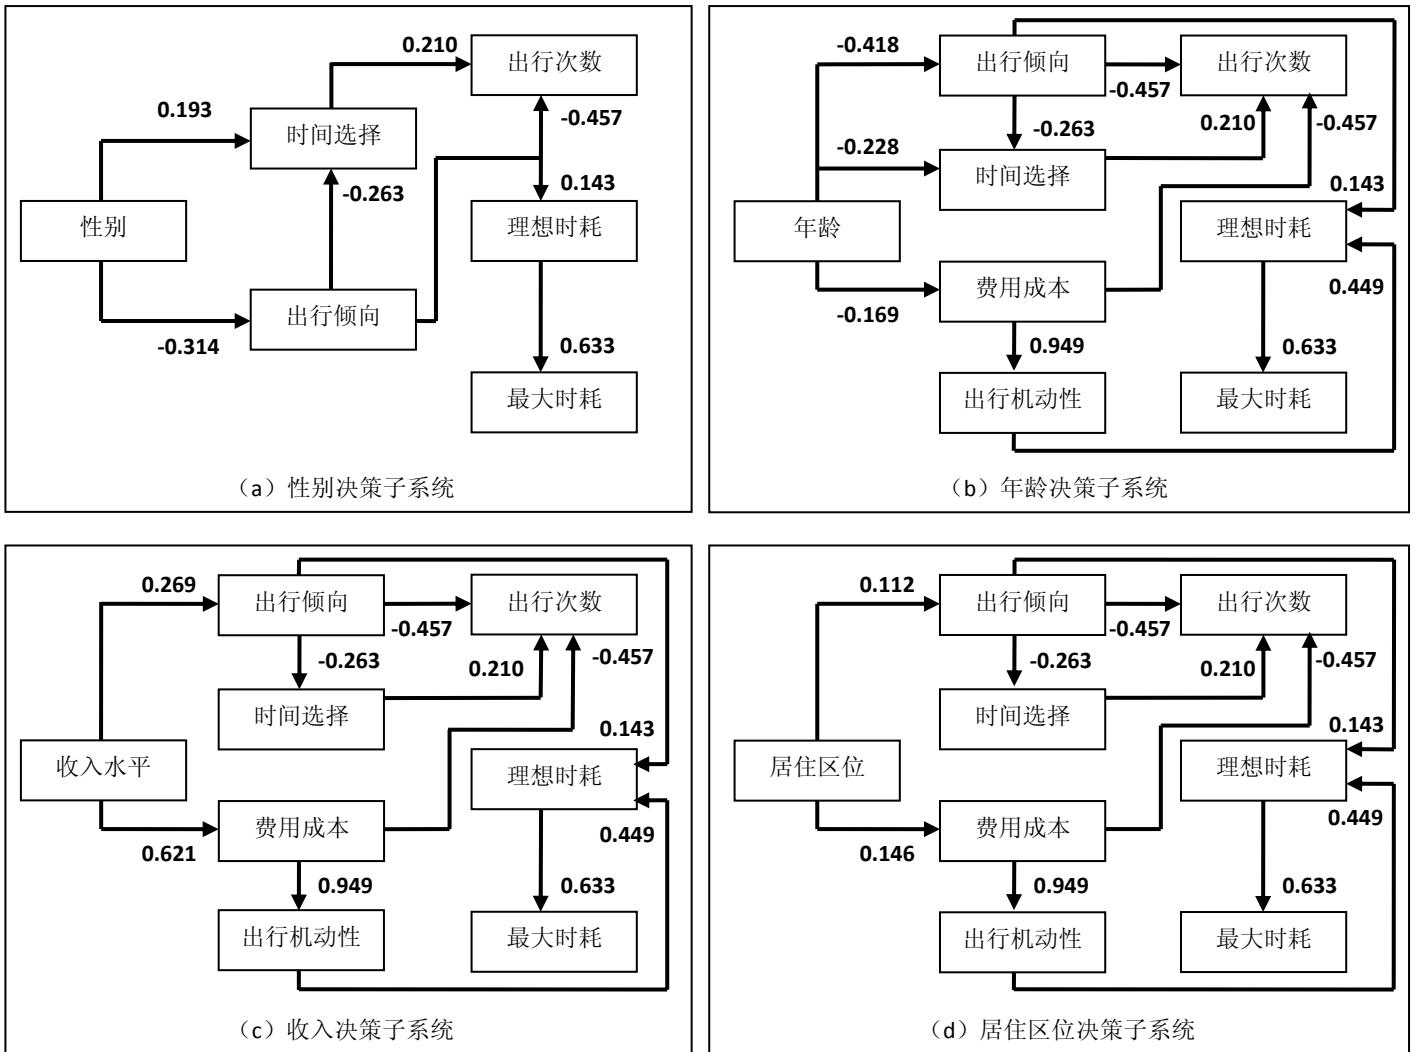 0.210
出行次数
0.193
时间选择
-0.457
-0.263
0.143
性别
理想时耗
出行倾向
-0.314
0.633
最大时耗
（a）性别决策子系统
-0.418
出行倾向
出行次数
-0.457
-0.263
0.210
-0.457
-0.228
时间选择
0.143
年龄
理想时耗
费用成本
0.449
-0.169
0.949
0.633
出行机动性
最大时耗
（b）年龄决策子系统
0.269
出行倾向
出行次数
-0.457
-0.263
0.210
-0.457
时间选择
0.143
收入水平
理想时耗
费用成本
0.449
0.621
0.949
0.633
出行机动性
最大时耗
（c）收入决策子系统
0.112
出行倾向
出行次数
-0.457
-0.263
0.210
-0.457
时间选择
0.143
居住区位
理想时耗
费用成本
0.449
0.146
0.949
0.633
出行机动性
最大时耗
（d）居住区位决策子系统